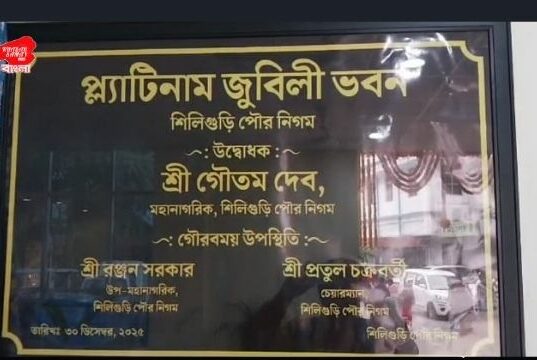 বাংলা
প্ল্যাটিনাম জুবিলী ভবন
শিলিগুড়ি পৌর নিগম
~: উদ্বোধক :~
শ্রী গৌতম দেব,
মহানাগরিক, শিলিগুড়ি পৌর নিগম
~: গৌরবময় উপস্থিতি :~
শ্রী রঞ্জন সরকার
উপ-মহানাগরিক,
শিলিগুড়ি পৌর নিগম
শ্রী প্রতুল চক্রবর্তী
চেয়ারম্যান,
শিলিগুড়ি পৌর নিগম
তারিখঃ ৩০ ডিসেম্বর, ২০২৫
শিলিগুড়ি পৌর নিগম